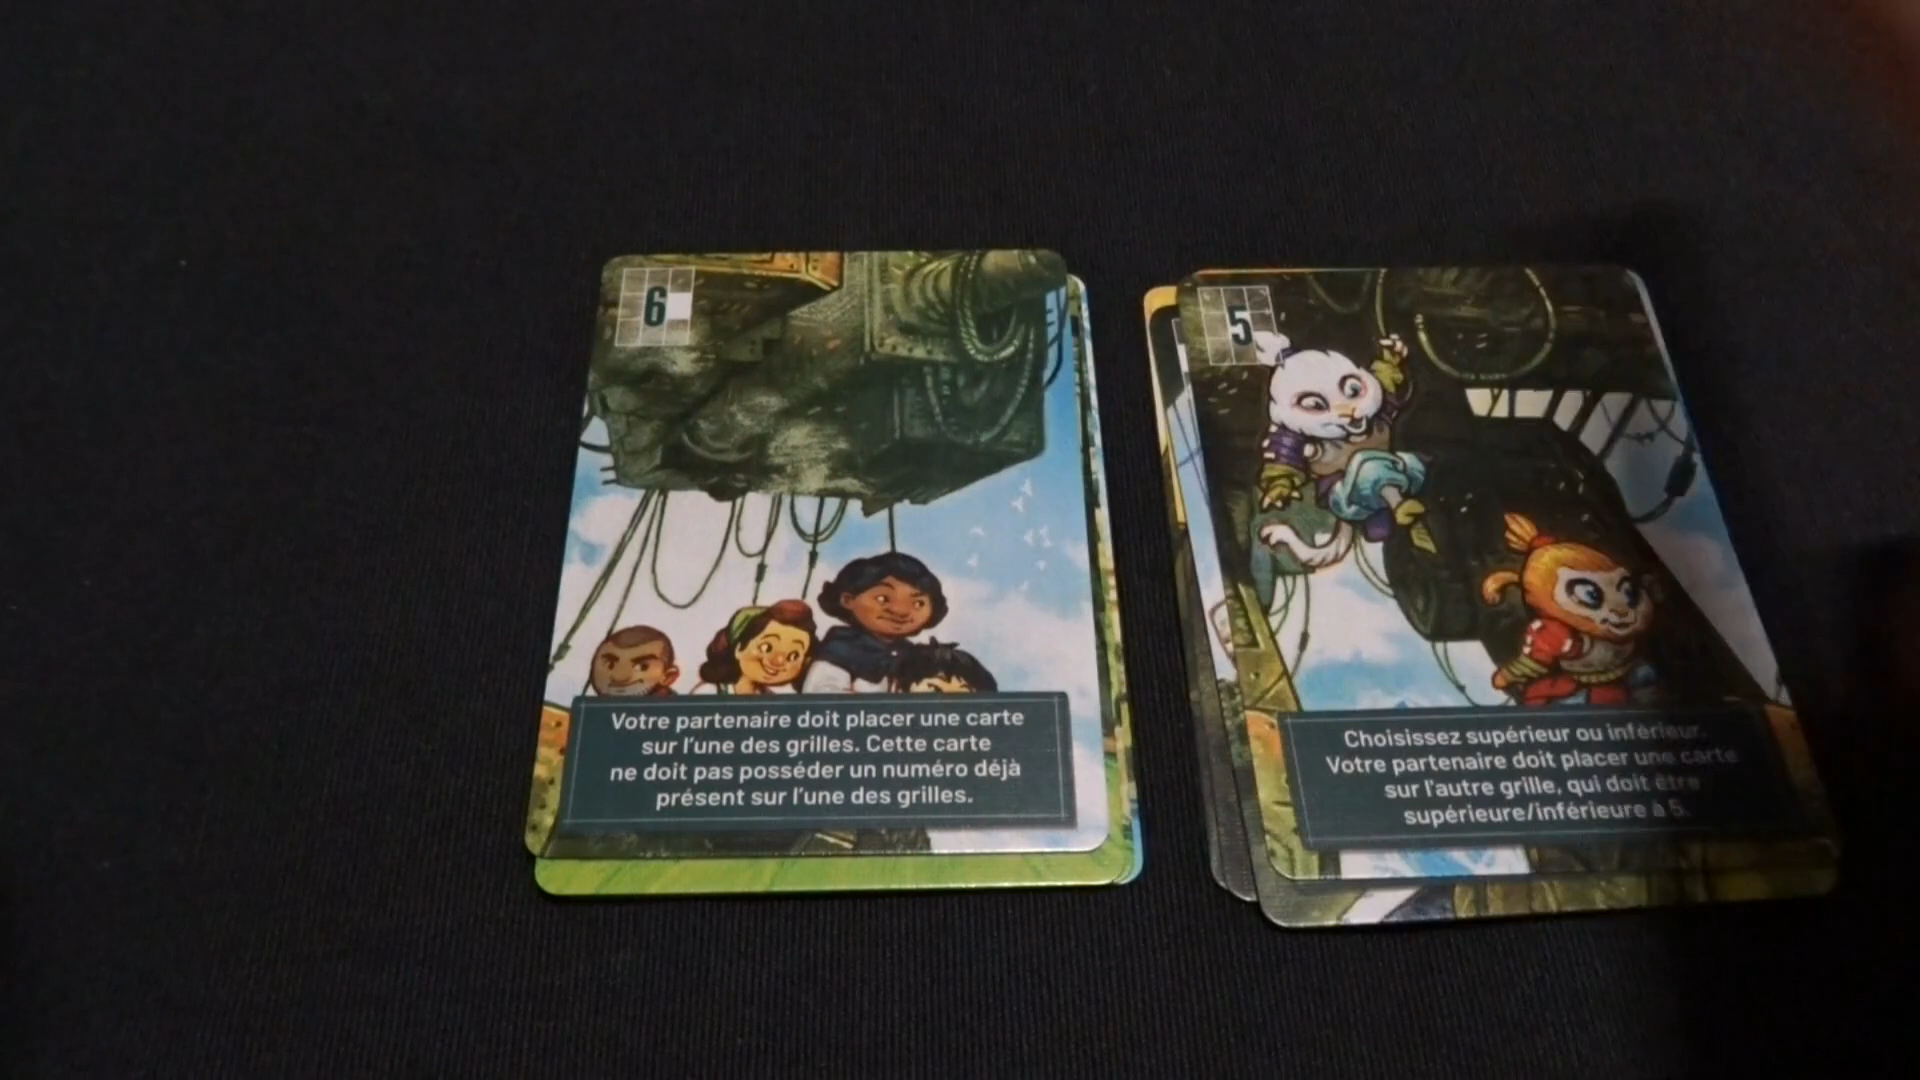 6
Votre partenaire doit placer une carte
sur l'une des grilles. Cette carte
ne doit pas posséder un numéro déjà
présent sur l'une des grilles.
5
Choisissez supérieur ou inférieur.
Votre partenaire doit placer une carte
sur l'autre grille, qui doit être
supérieure/inférieure à 5.